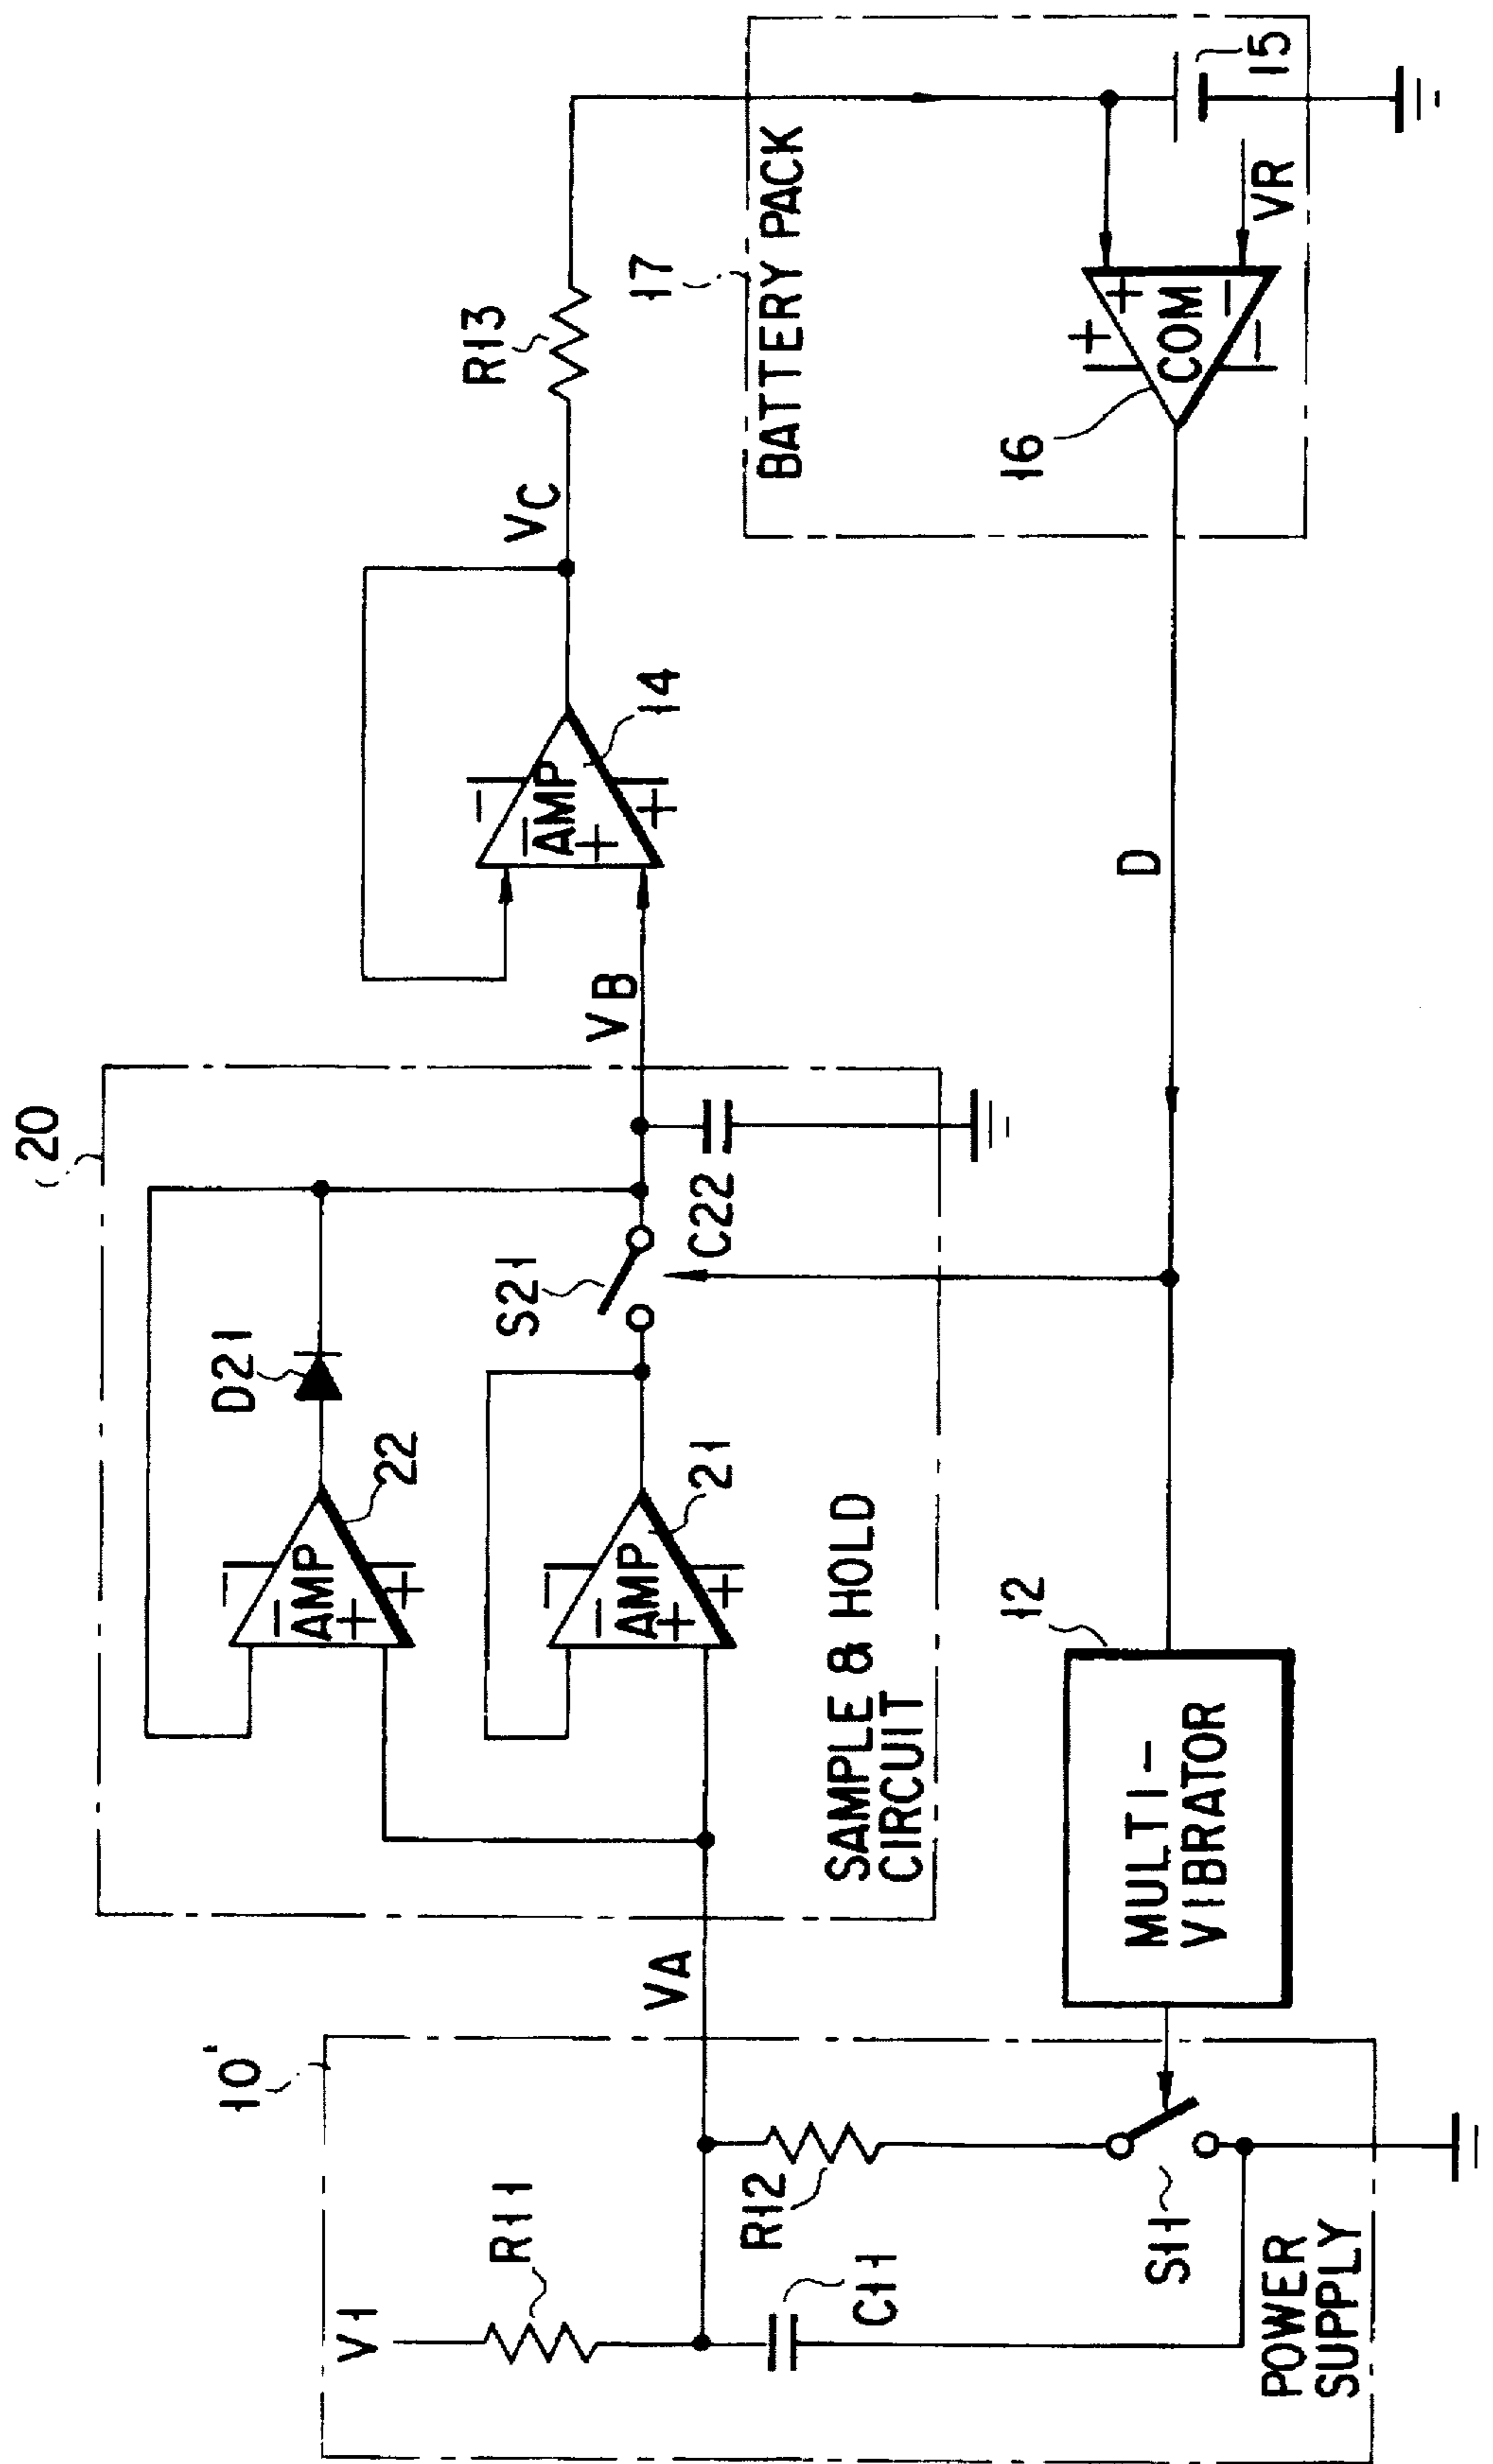 10'
V1
R11
C11
R12
S11
POWER
SUPPLY
VA
MULTI-
VIBRATOR
12
20
SAMPLE & HOLD
CIRCUIT
-
+
-
AMP
+
22
D21
-
+
-
AMP
+
21
S21
C22
VB
-
+
-
AMP
+
14
VC
R13
D
17
BATTERY PACK
16
+
-
+
COM
-
VR
15